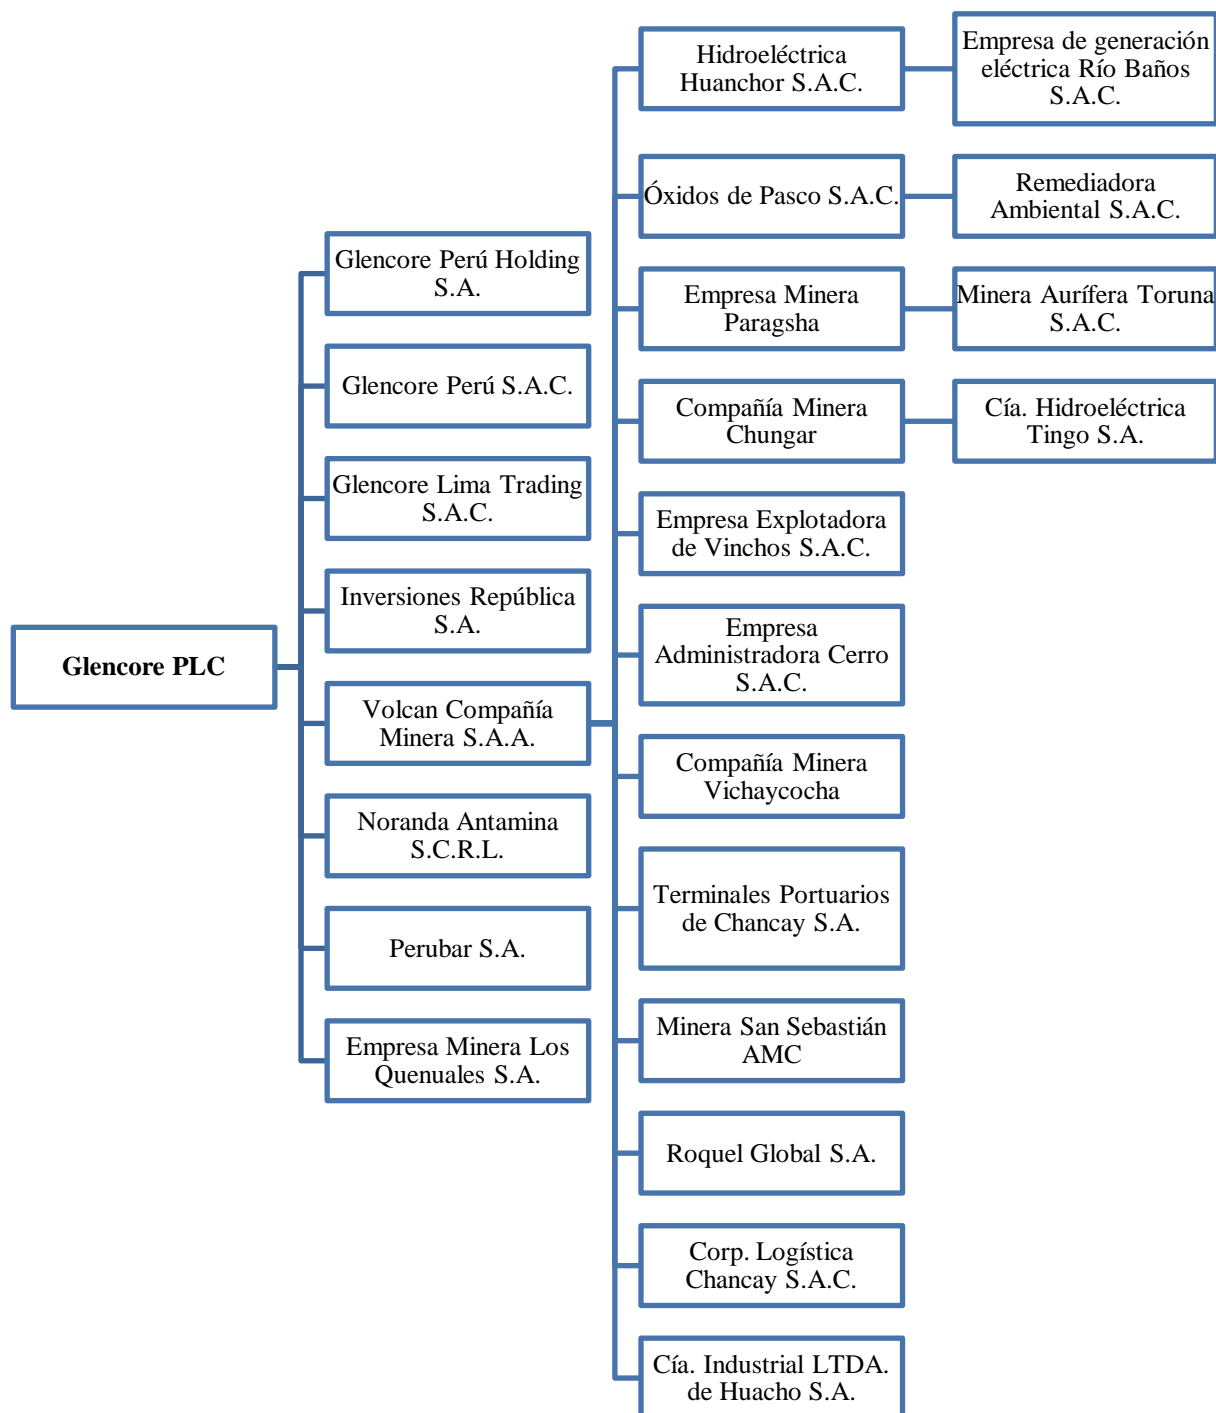 Glencore PLC
Glencore Perú Holding
S.A.
Glencore Perú S.A.C.
Glencore Lima Trading
S.A.C.
Inversiones República
S.A.
Volcan Compañía
Minera S.A.A.
Noranda Antamina
S.C.R.L.
Perubar S.A.
Empresa Minera Los
Quenuales S.A.
Hidroeléctrica
Huanchor S.A.C.
Empresa de generación
eléctrica Río Baños
S.A.C.
Óxidos de Pasco S.A.C.
Remediadora
Ambiental S.A.C.
Empresa Minera
Paragsha
Minera Aurífera Toruna
S.A.C.
Compañía Minera
Chungar
Cía. Hidroeléctrica
Tingo S.A.
Empresa Explotadora
de Vinchos S.A.C.
Empresa
Administradora Cerro
S.A.C.
Compañía Minera
Vichaycocha
Terminales Portuarios
de Chancay S.A.
Minera San Sebastián
AMC
Roquel Global S.A.
Corp. Logística
Chancay S.A.C.
Cía. Industrial LTDA.
de Huacho S.A.